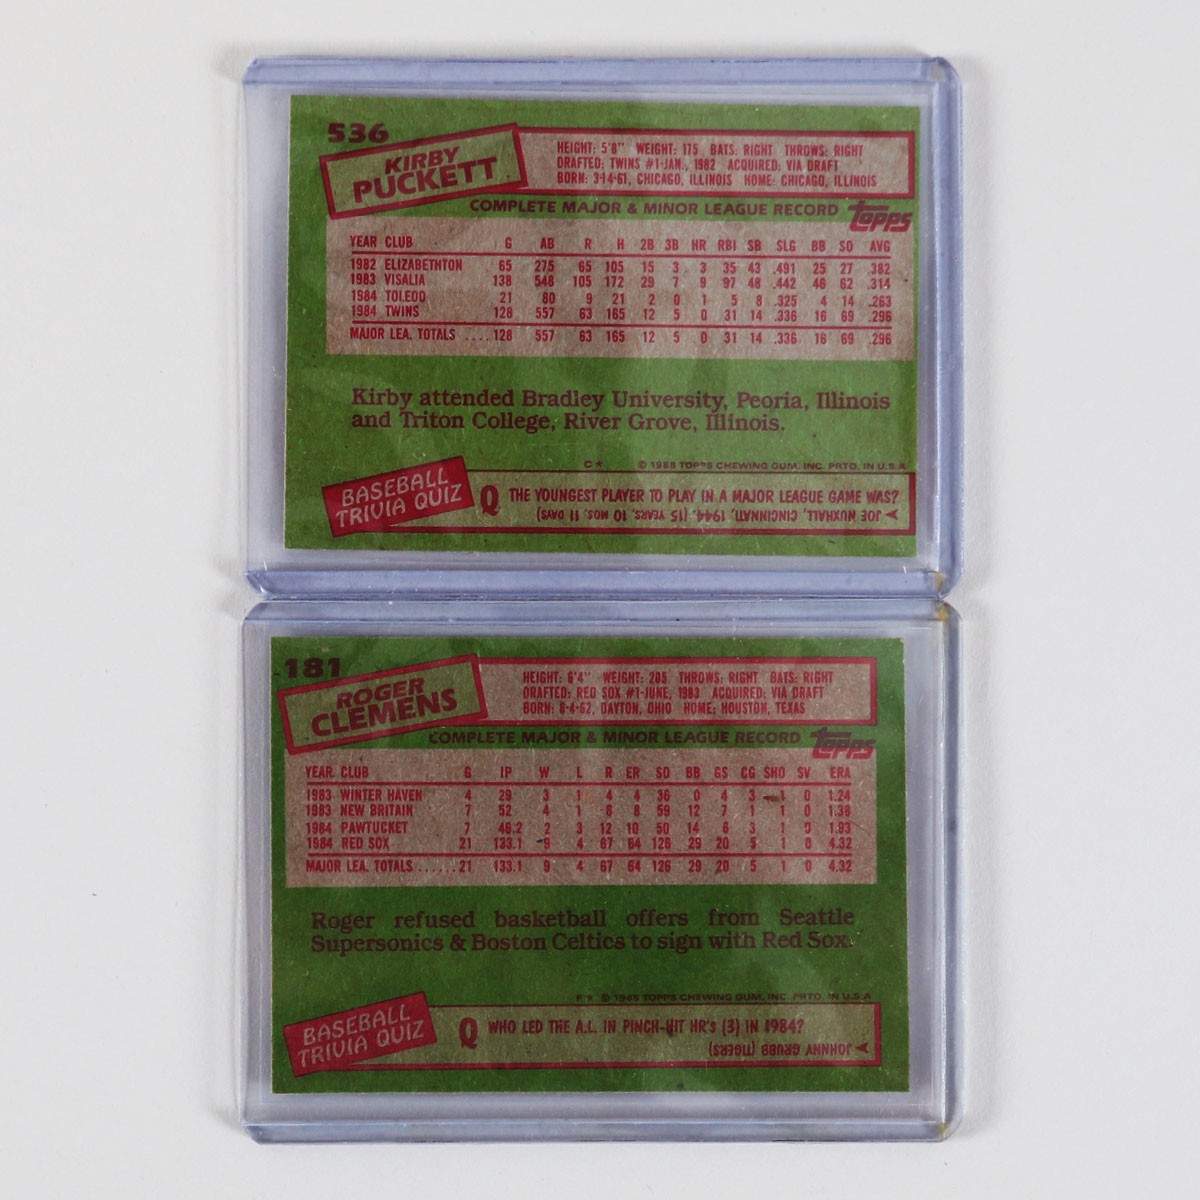 536
KIRBY
PUCKETT
HEIGHT: 5'8" WEIGHT: 175 BATS: RIGHT THROWS: RIGHT
DRAFTED: TWINS #1-JAN., 1982 ACQUIRED: VIA DRAFT
BORN: 3-14-61, CHICAGO, ILLINOIS HOME: CHICAGO, ILLINOIS
COMPLETE MAJOR & MINOR LEAGUE RECORD topps
YEAR CLUB G AB R H 2B 3B HR RBI SB SLG BB SO AVG
1982 ELIZABETHTON 65 275 65 105 15 3 3 35 43 .491 25 27 .382
1983 VISALIA 138 548 105 172 29 7 9 97 48 .442 46 62 .314
1984 TOLEDO 21 80 9 21 2 0 1 5 8 .325 4 14 .263
1984 TWINS 128 557 63 165 12 5 0 31 14 .336 16 69 .296
MAJOR LEA. TOTALS ....128 557 63 165 12 5 0 31 14 .336 16 69 .296
Kirby attended Bradley University, Peoria, Illinois
and Triton College, River Grove, Illinois.
C* © 1985 TOPPS CHEWING GUM, INC. PRTD. IN U.S.A
BASEBALL
TRIVIA QUIZ
Q THE YOUNGEST PLAYER TO PLAY IN A MAJOR LEAGUE GAME WAS?
A JOE NUXHALL, CINCINNATI, 1944. (15 YEARS, 10 MOS. 11 DAYS)
181
ROGER
CLEMENS
HEIGHT: 6'4" WEIGHT: 205 THROWS: RIGHT BATS: RIGHT
DRAFTED: RED SOX #1-JUNE, 1983 ACQUIRED: VIA DRAFT
BORN: 8-4-62, DAYTON, OHIO HOME: HOUSTON, TEXAS
COMPLETE MAJOR & MINOR LEAGUE RECORD topps
YEAR CLUB G IP W L R ER SO BB GS CG SHO SV ERA
1983 WINTER HAVEN 4 29 3 1 4 4 36 0 4 3 1 0 1.24
1983 NEW BRITAIN 7 52 4 1 8 8 59 12 7 1 1 0 1.38
1984 PAWTUCKET 7 46.2 2 3 12 10 50 14 6 3 1 0 1.93
1984 RED SOX 21 133.1 9 4 67 64 126 29 20 5 1 0 4.32
MAJOR LEA. TOTALS ......21 133.1 9 4 67 64 126 29 20 5 1 0 4.32
Roger refused basketball offers from Seattle
Supersonics & Boston Celtics to sign with Red Sox.
F* © 1985 TOPPS CHEWING GUM, INC. PRTD. IN U.S.A
BASEBALL
TRIVIA QUIZ
Q WHO LED THE A.L. IN PINCH-HIT HR'S (3) IN 1984?
A JOHNNY GRUBB (TIGERS)